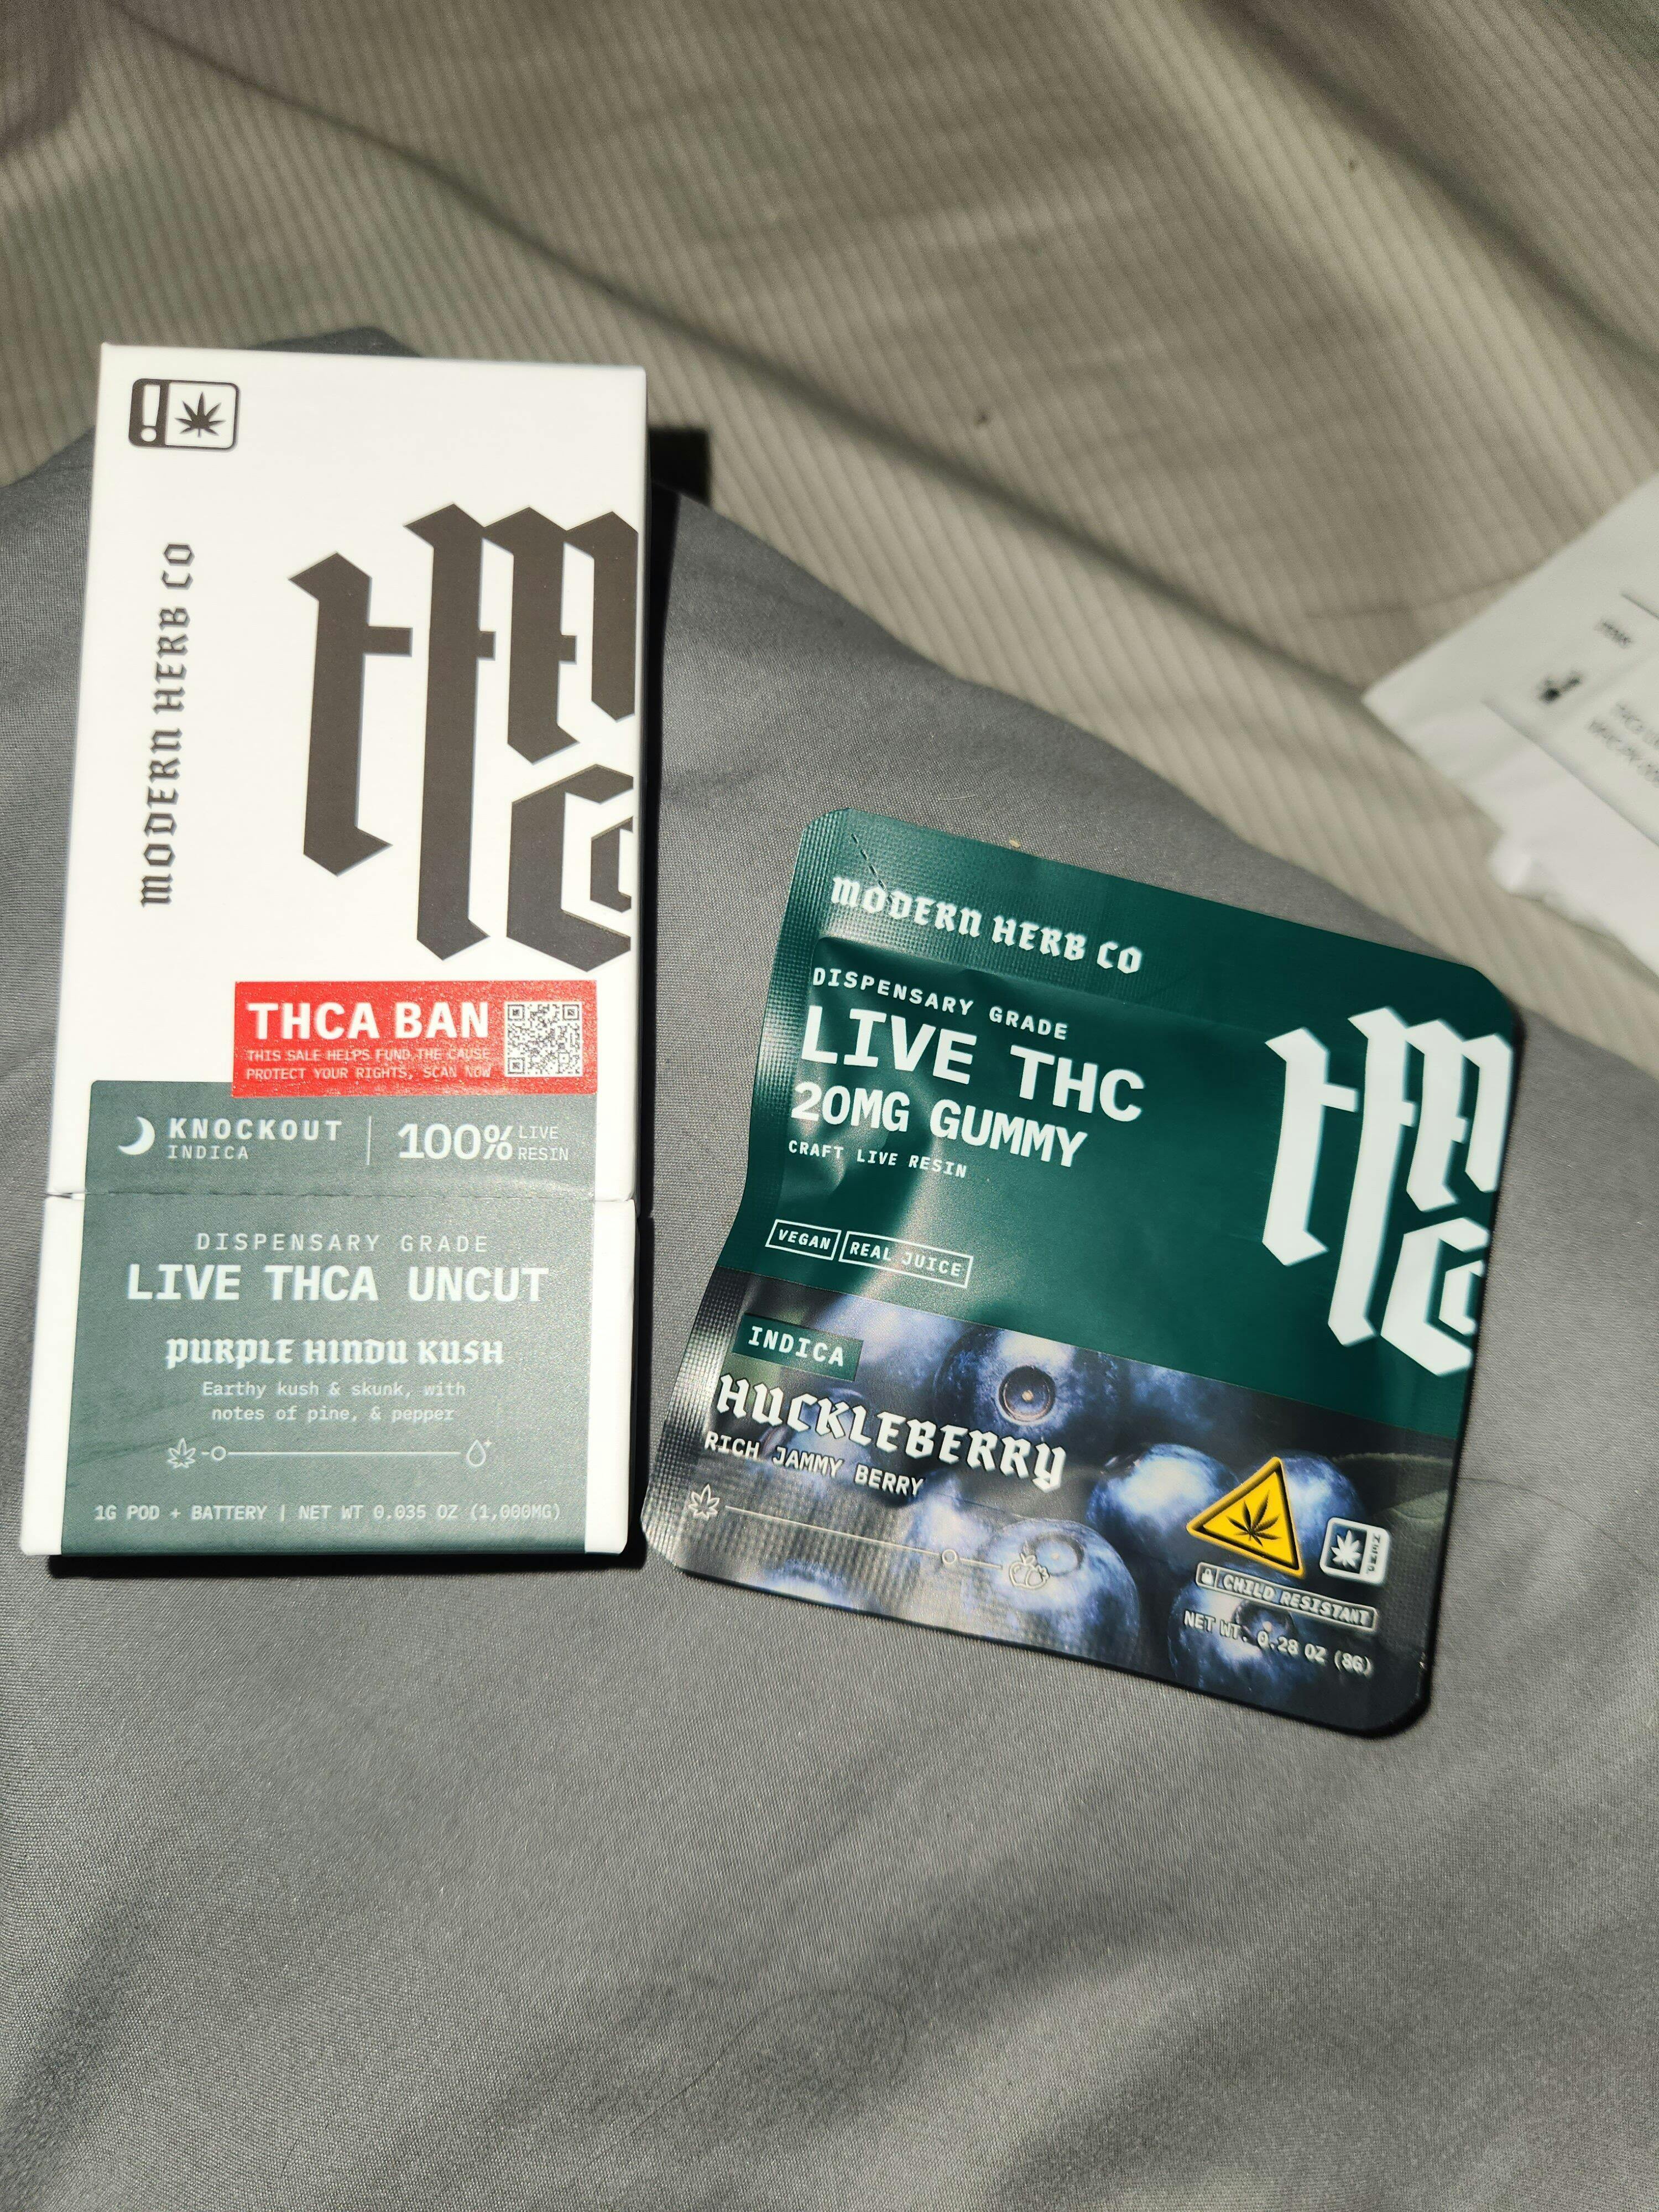 MODERN HERB CO
tHCo
THCA BAN
THIS SALE HELPS FUND THE CAUSE
PROTECT YOUR RIGHTS, SCAN NOW
KNOCKOUT
INDICA
100% LIVE
RESIN
DISPENSARY GRADE
LIVE THCA UNCUT
PURPLE HINDU KUSH
Earthy kush & skunk, with
notes of pine, & pepper
1G POD + BATTERY | NET WT 0.035 OZ (1,000MG)
MODERN HERB CO
DISPENSARY GRADE
LIVE THC
20MG GUMMY
CRAFT LIVE RESIN
VEGAN REAL JUICE
INDICA
HUCKLEBERRY
RICH JAMMY BERRY
CHILD RESISTANT
NET WT. 0.28 OZ (8G)